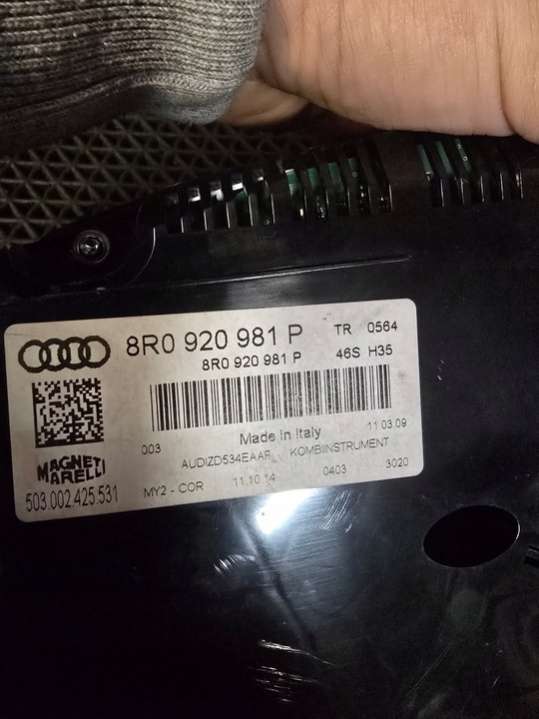 8R0 920 981 P TR 0564
8R0 920 981 P 46S H35
003 Made in Italy 11.03.09
AUDIZD534EAAR KOMBIINSTRUMENT
MAGNETI
MARELLI
503.002.425.531
MY2 - COR 11.10.14 0403 3020